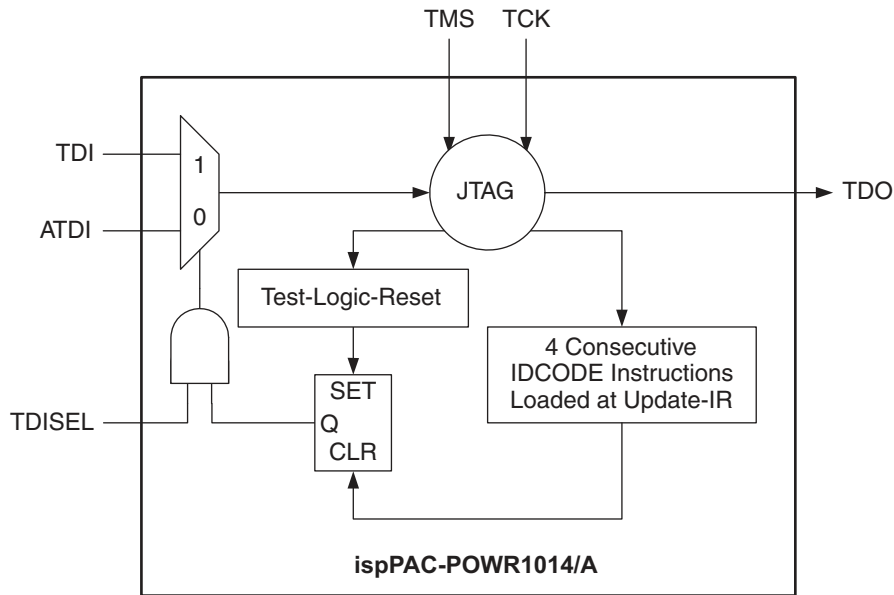 TMS
TCK
TDI
1
JTAG
TDO
0
ATDI
Test-Logic-Reset
4 Consecutive
IDCODE Instructions
Loaded at Update-IR
SET
TDISEL
Q
CLR
ispPAC-POWR1014/A